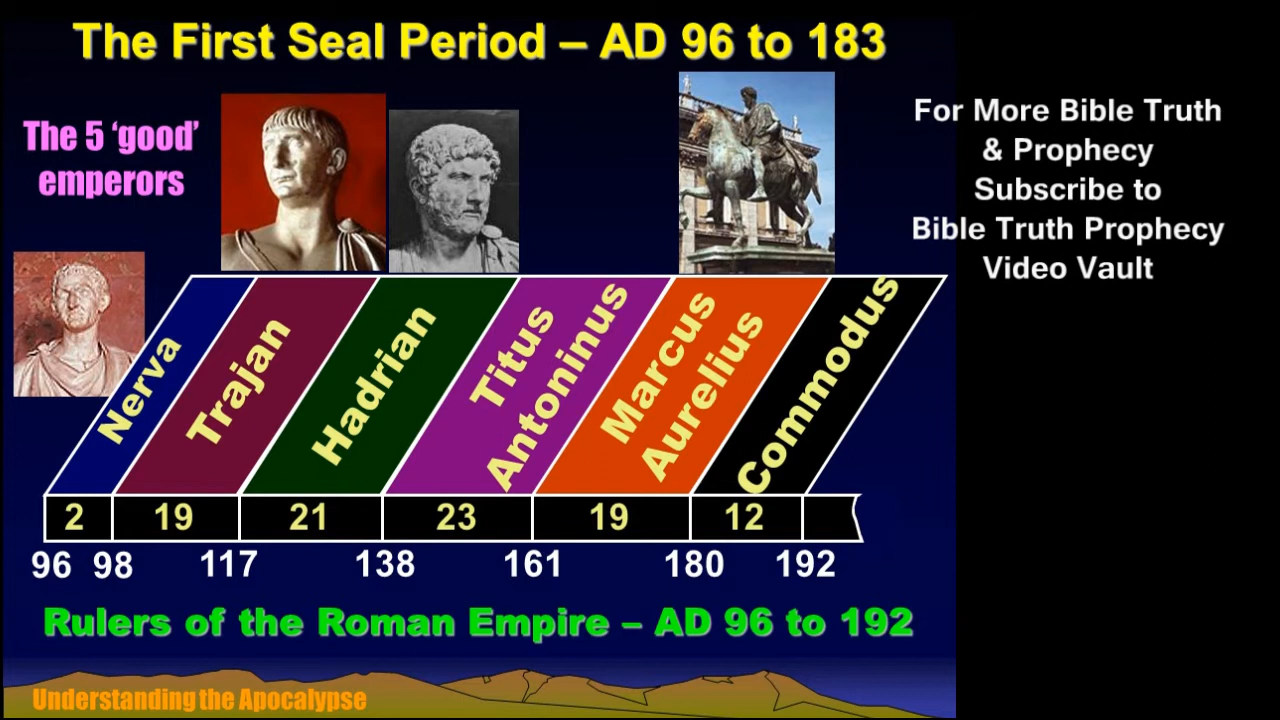 The First Seal Period – AD 96 to 183
The 5 ‘good’
emperors
For More Bible Truth
& Prophecy
Subscribe to
Bible Truth Prophecy
Video Vault
Nerva
Trajan
Hadrian
Titus
Antoninus
Marcus
Aurelius
Commodus
2 19 21 23 19 12
96 98 117 138 161 180 192
Rulers of the Roman Empire – AD 96 to 192
Understanding the Apocalypse